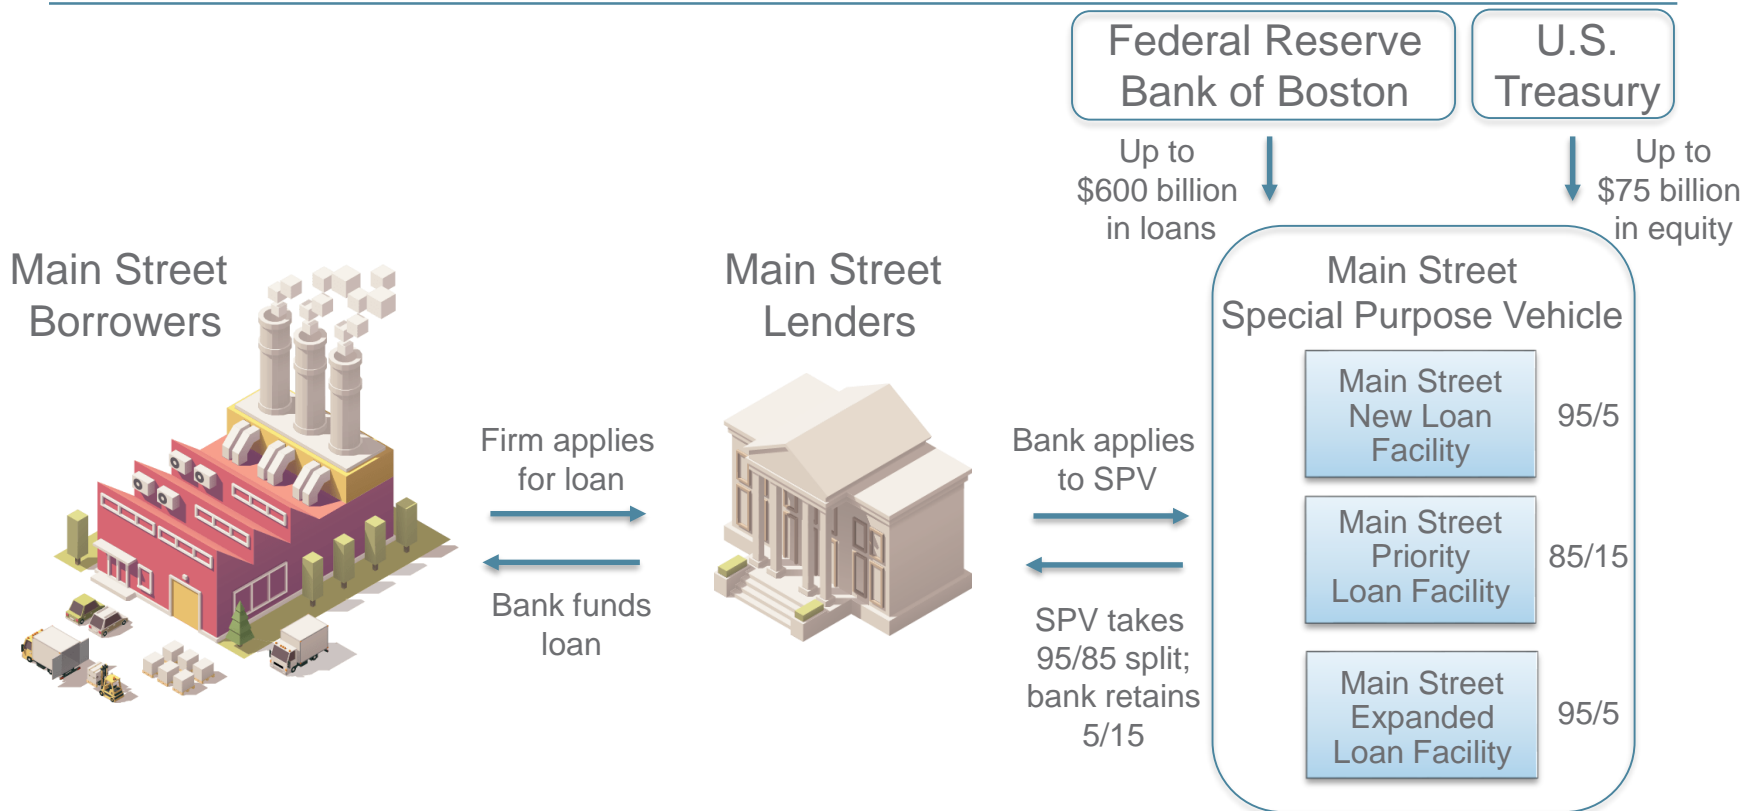 Federal Reserve
Bank of Boston
U.S.
Treasury
Up to
$600 billion
in loans
Up to
$75 billion
in equity
Main Street
Borrowers
Firm applies
for loan
Bank funds
loan
Main Street
Lenders
Bank applies
to SPV
SPV takes
95/85 split;
bank retains
5/15
Main Street
Special Purpose Vehicle
Main Street
New Loan
Facility
95/5
Main Street
Priority
Loan Facility
85/15
Main Street
Expanded
Loan Facility
95/5